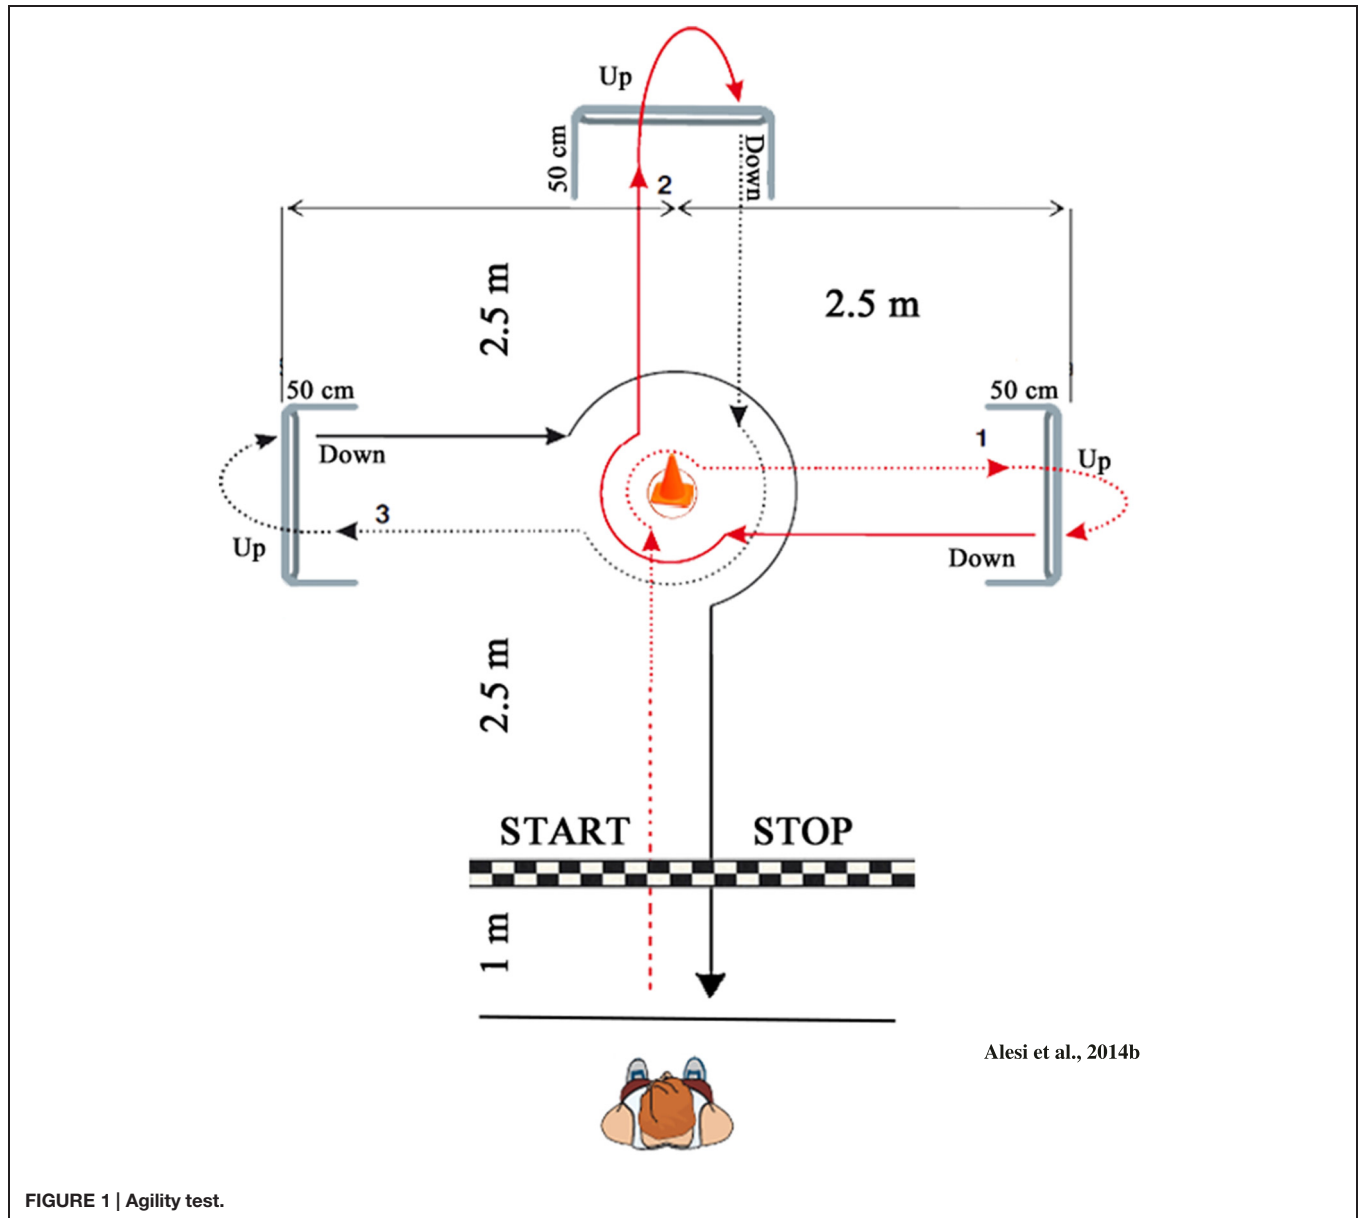 Up
50 cm
Down
2
2.5 m
2.5 m
50 cm
50 cm
1
Up
Down
3
Up
Down
2.5 m
START
STOP
1 m
Alesi et al., 2014b
FIGURE 1 | Agility test.